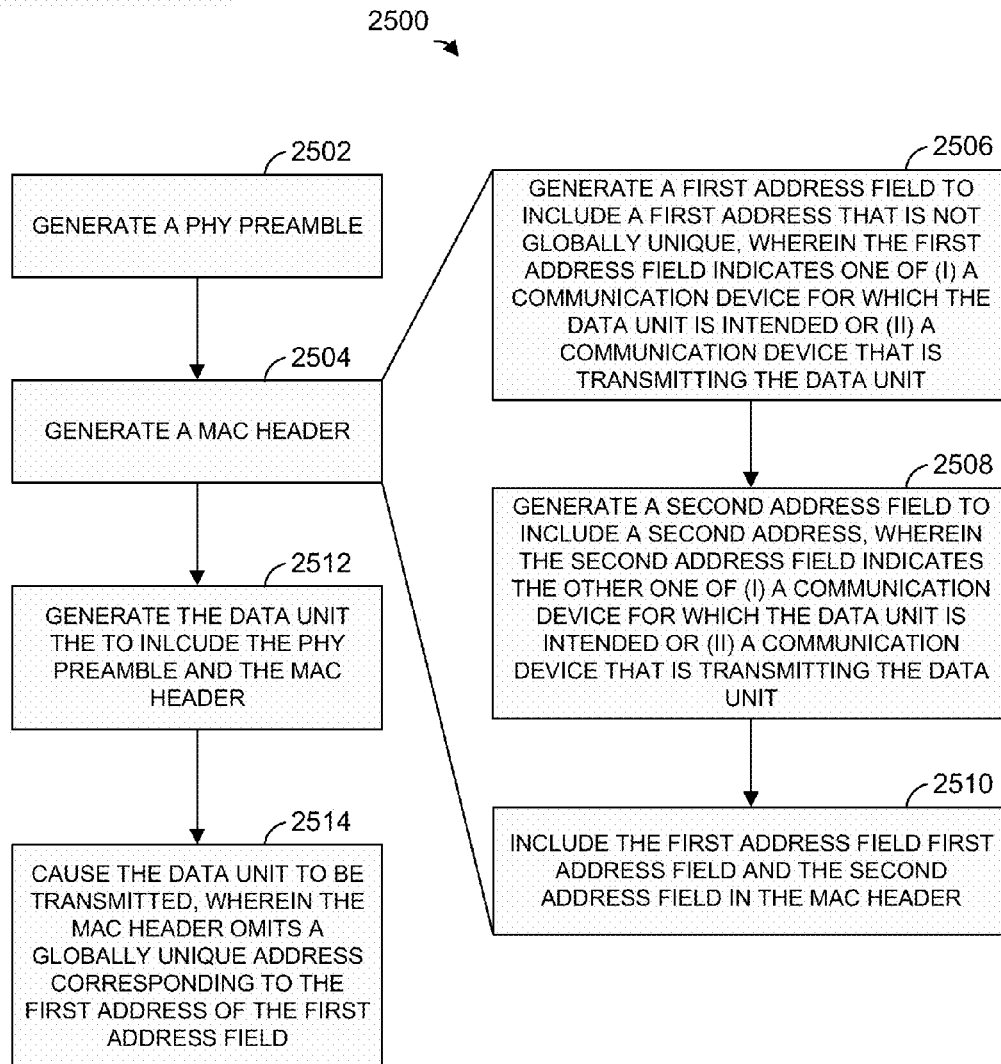 2500
2502
GENERATE A PHY PREAMBLE
2504
GENERATE A MAC HEADER
2512
GENERATE THE DATA UNIT
THE TO INLCUDE THE PHY
PREAMBLE AND THE MAC
HEADER
2514
CAUSE THE DATA UNIT TO BE
TRANSMITTED, WHEREIN THE
MAC HEADER OMITS A
GLOBALLY UNIQUE ADDRESS
CORRESPONDING TO THE
FIRST ADDRESS OF THE FIRST
ADDRESS FIELD
2506
GENERATE A FIRST ADDRESS FIELD TO
INCLUDE A FIRST ADDRESS THAT IS NOT
GLOBALLY UNIQUE, WHEREIN THE FIRST
ADDRESS FIELD INDICATES ONE OF (I) A
COMMUNICATION DEVICE FOR WHICH THE
DATA UNIT IS INTENDED OR (II) A
COMMUNICATION DEVICE THAT IS
TRANSMITTING THE DATA UNIT
2508
GENERATE A SECOND ADDRESS FIELD TO
INCLUDE A SECOND ADDRESS, WHEREIN
THE SECOND ADDRESS FIELD INDICATES
THE OTHER ONE OF (I) A COMMUNICATION
DEVICE FOR WHICH THE DATA UNIT IS
INTENDED OR (II) A COMMUNICATION
DEVICE THAT IS TRANSMITTING THE DATA
UNIT
2510
INCLUDE THE FIRST ADDRESS FIELD FIRST
ADDRESS FIELD AND THE SECOND
ADDRESS FIELD IN THE MAC HEADER